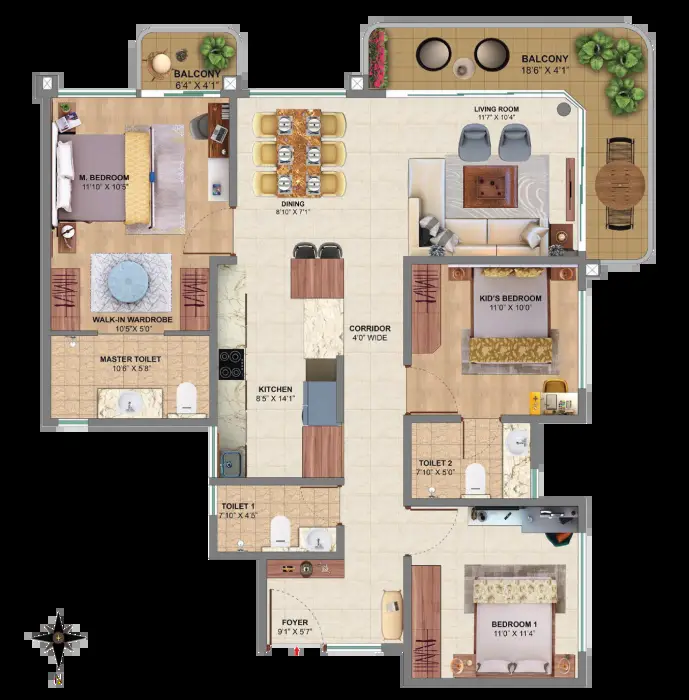 BALCONY
6'4" X 4'1"
BALCONY
18'6" X 4'1"
LIVING ROOM
11'7" X 10'4"
M. BEDROOM
11'10" X 10'5"
DINING
8'10" X 7'1"
KID'S BEDROOM
11'0" X 10'0"
WALK-IN WARDROBE
10'5"X 5'0"
CORRIDOR
4'0" WIDE
MASTER TOILET
10'6" X 5'8"
KITCHEN
8'5" X 14'1"
TOILET 2
7'10" X 5'0"
TOILET 1
7'10" X 4'5"
FOYER
9'1" X 5'7"
BEDROOM 1
11'0" X 11'4"
N